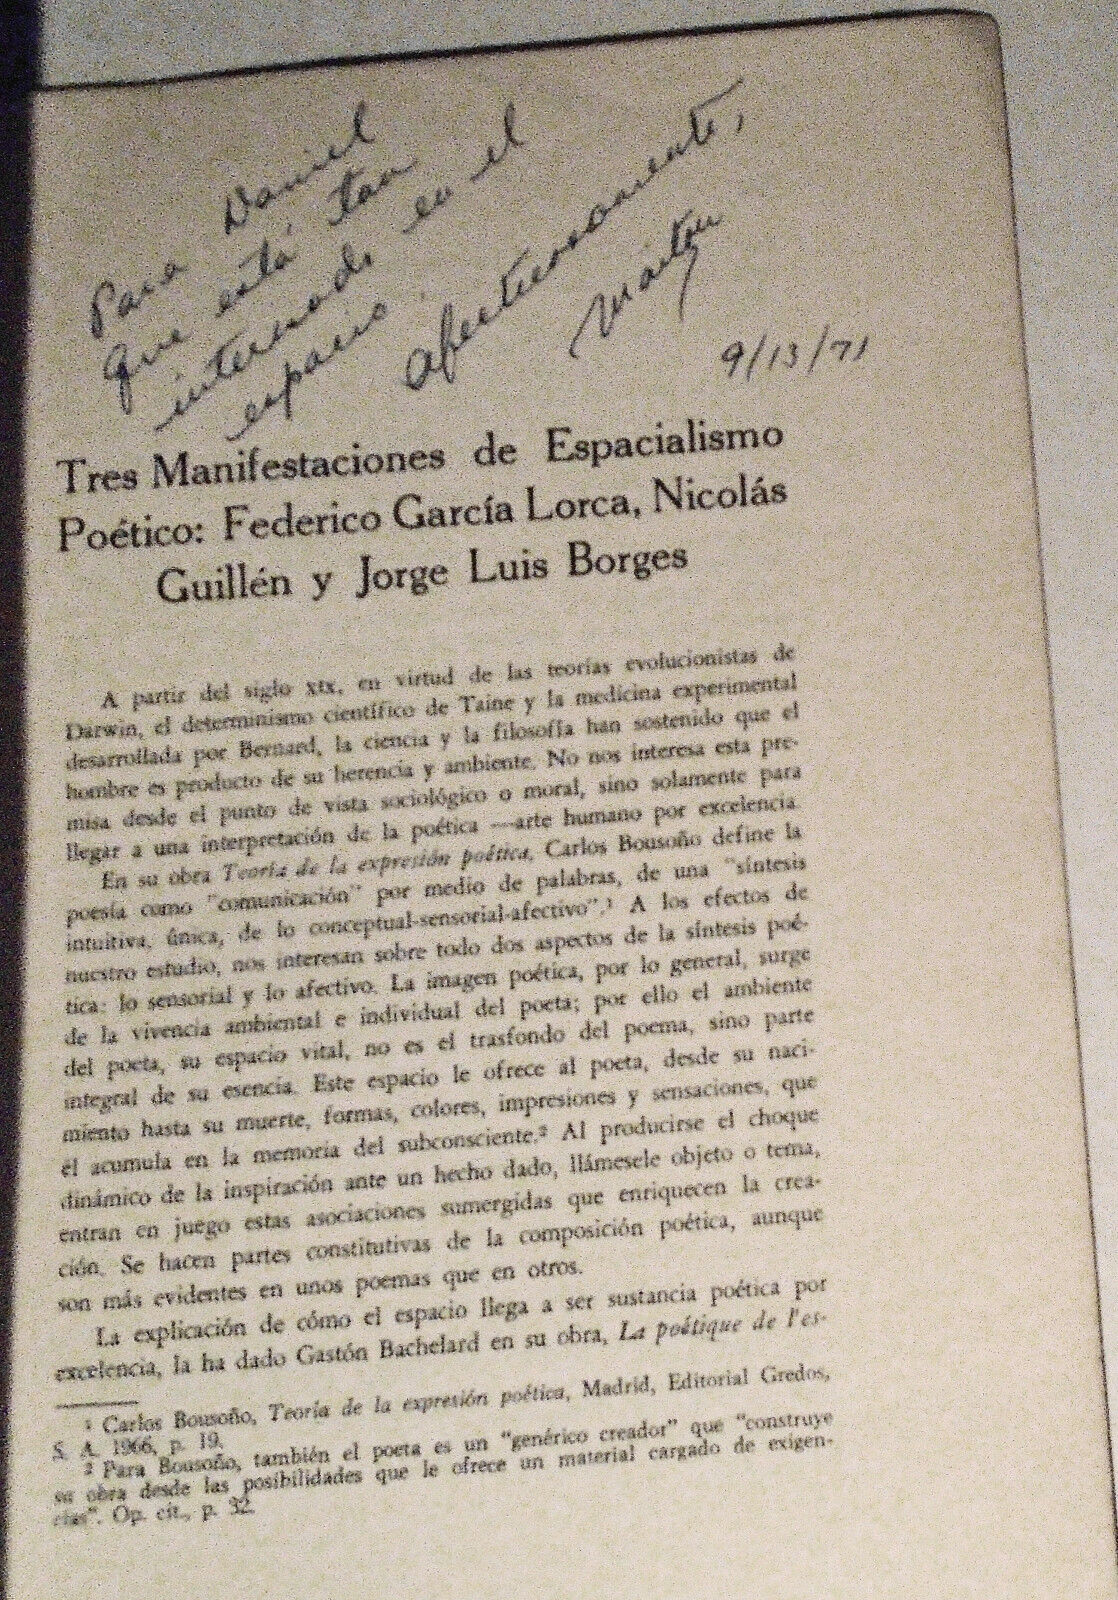 Para Daniel
que está tan
internado en el
espacio.
afectuosamente,
9/13/71
Tres Manifestaciones de Espacialismo
Poético: Federico García Lorca, Nicolás
Guillén y Jorge Luis Borges
A partir del siglo XIX, en virtud de las teorías evolucionistas de
Darwin, el determinismo científico de Taine y la medicina experimental
desarrollada por Bernard, la ciencia y la filosofía han sostenido que el
hombre es producto de su herencia y ambiente. No nos interesa esta pre-
misa desde el punto de vista sociológico o moral, sino solamente para
llegar a una interpretación de la poética —arte humano por excelencia.
En su obra Teoría de la expresión poética, Carlos Bousoño define la
poesía como "comunicación" por medio de palabras, de una "síntesis
intuitiva, única, de lo conceptual-sensorial-afectivo".¹ A los efectos de
nuestro estudio, nos interesan sobre todo dos aspectos de la síntesis poé-
tica: lo sensorial y lo afectivo. La imagen poética, por lo general, surge
de la vivencia ambiental e individual del poeta; por ello el ambiente
del poeta, su espacio vital, no es el trasfondo del poema, sino parte
integral de su esencia. Este espacio le ofrece al poeta, desde su naci-
miento hasta su muerte, formas, colores, impresiones y sensaciones, que
él acumula en la memoria del subconsciente.² Al producirse el choque
dinámico de la inspiración ante un hecho dado, llámesele objeto o tema,
entran en juego estas asociaciones sumergidas que enriquecen la crea-
ción. Se hacen partes constitutivas de la composición poética, aunque
son más evidentes en unos poemas que en otros.
La explicación de cómo el espacio llega a ser sustancia poética por
excelencia, la ha dado Gastón Bachelard en su obra, La poétique de l'es-
¹ Carlos Bousoño, Teoría de la expresión poética, Madrid, Editorial Gredos,
S. A. 1966, p. 19.
² Para Bousoño, también el poeta es un "genérico creador" que "construye
su obra desde las posibilidades que le ofrece un material cargado de exigen-
cias". Op. cit., p. 32.